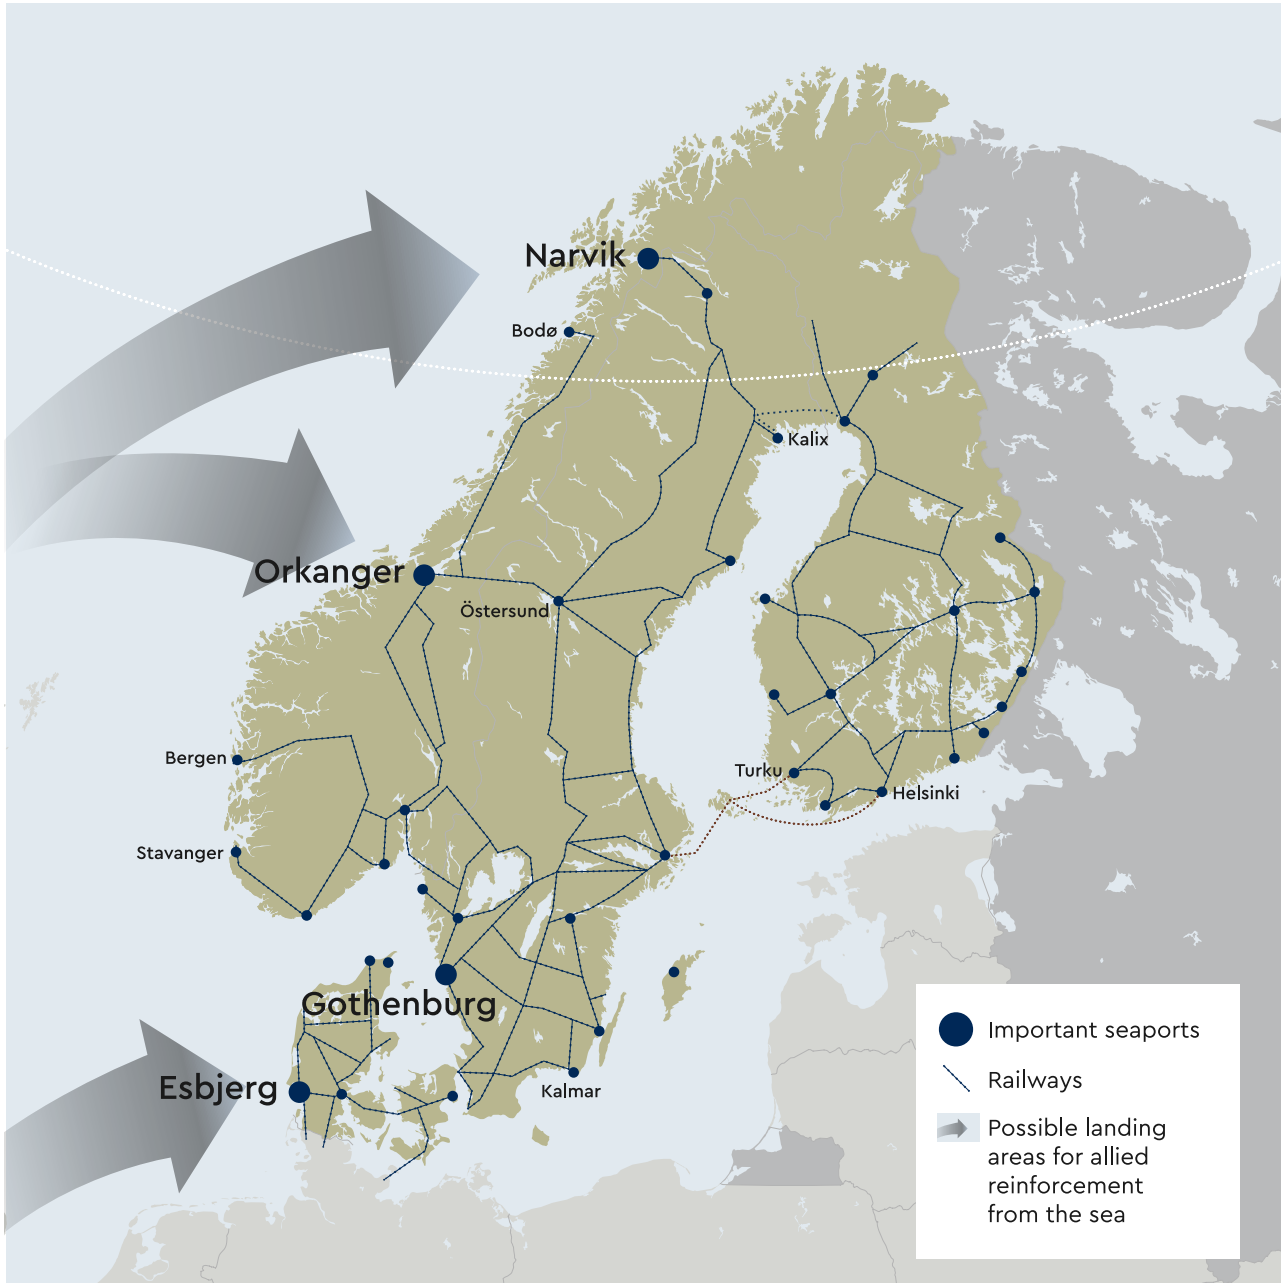 Narvik
Bodø
Kalix
Orkanger
Östersund
Bergen
Turku
Helsinki
Stavanger
Gothenburg
Esbjerg
Kalmar
Important seaports
Railways
Possible landing
areas for allied
reinforcement
from the sea